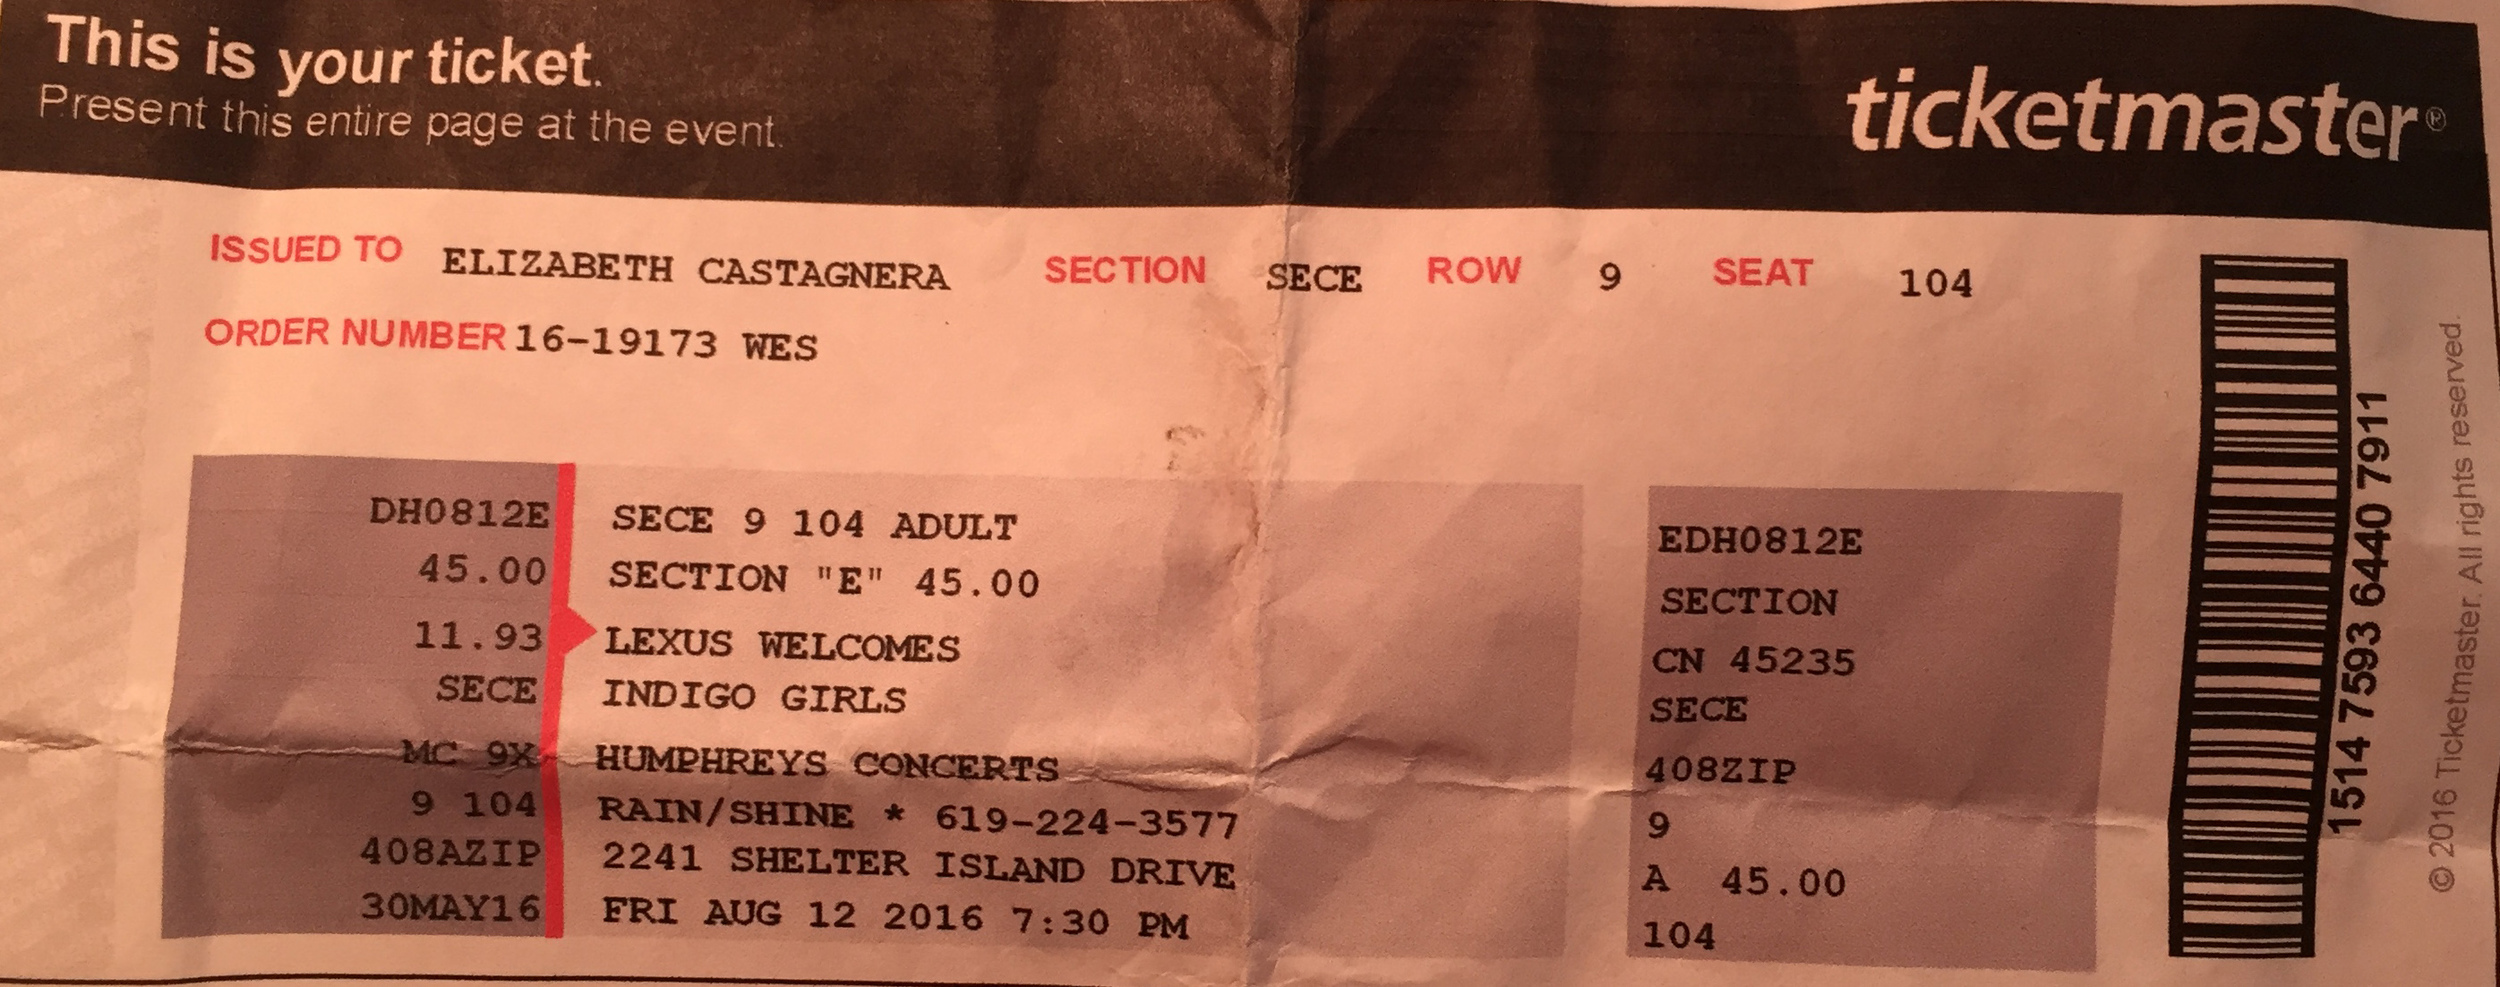 This is your ticket.
Present this entire page at the event.
ticketmaster®
ISSUED TO ELIZABETH CASTAGNERA SECTION SECE ROW 9 SEAT 104
ORDER NUMBER 16-19173 WES
DH0812E
45.00
11.93
SECE
MC 9X
9 104
408AZIP
30MAY16
SECE 9 104 ADULT
SECTION "E" 45.00
LEXUS WELCOMES
INDIGO GIRLS
HUMPHREYS CONCERTS
RAIN/SHINE * 619-224-3577
2241 SHELTER ISLAND DRIVE
FRI AUG 12 2016 7:30 PM
EDH0812E
SECTION
CN 45235
SECE
408ZIP
9
A 45.00
104
1514 7593 6440 7911
© 2016 Ticketmaster. All rights reserved.